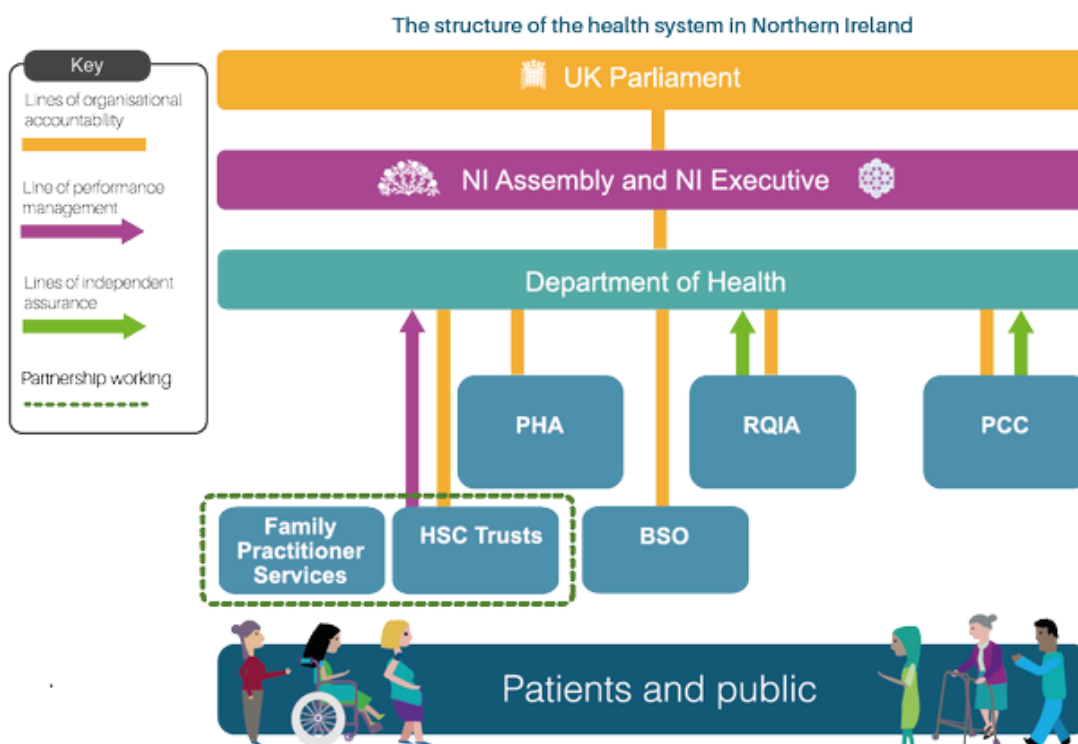 The structure of the health system in Northern Ireland
Key
Lines of organisational
accountability
Line of performance
management
Lines of independent
assurance
Partnership working
UK Parliament
NI Assembly and NI Executive
Department of Health
PHA
RQIA
PCC
Family
Practitioner
Services
HSC Trusts
BSO
Patients and public